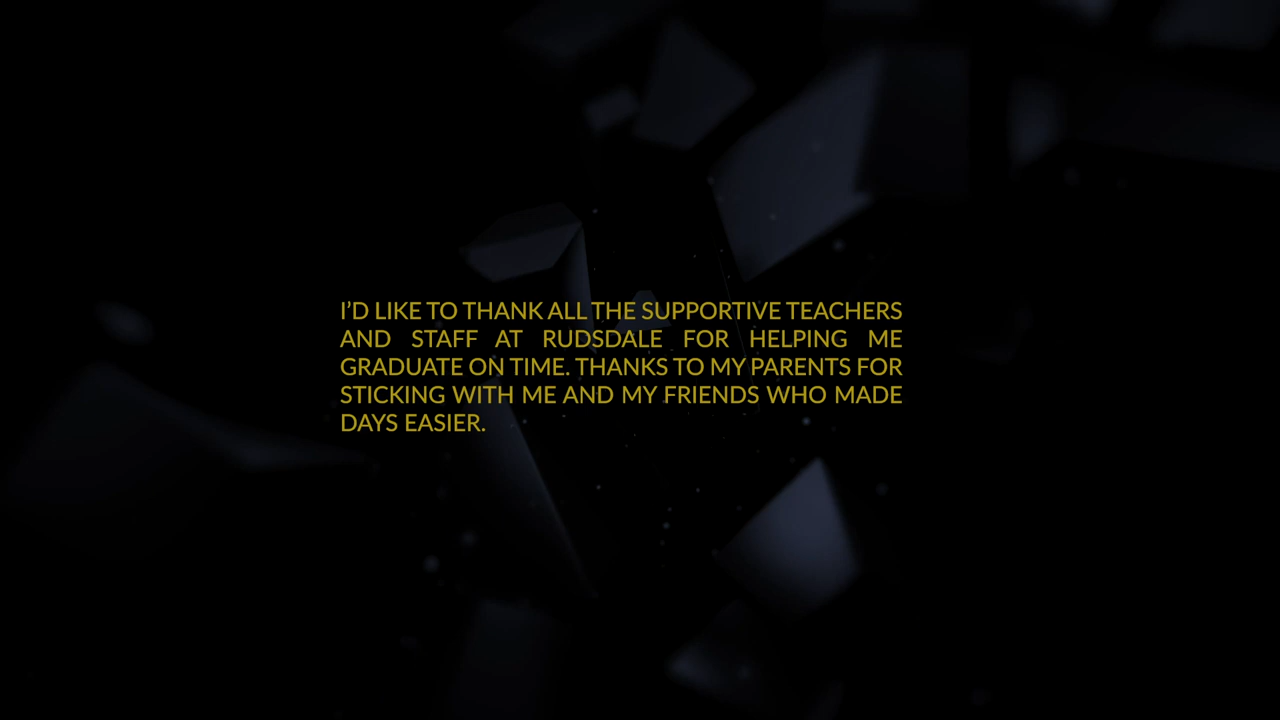 I’D LIKE TO THANK ALL THE SUPPORTIVE TEACHERS
AND STAFF AT RUDSDALE FOR HELPING ME
GRADUATE ON TIME. THANKS TO MY PARENTS FOR
STICKING WITH ME AND MY FRIENDS WHO MADE
DAYS EASIER.